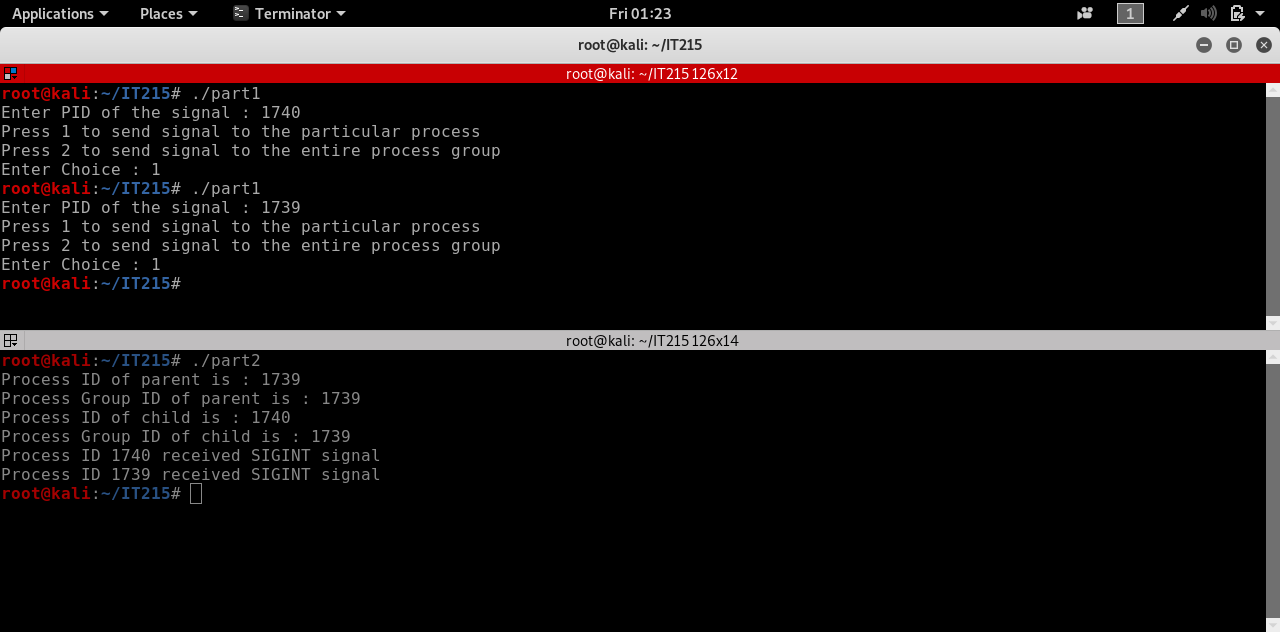 Applications Places Terminator Fri 01:23 1
root@kali: ~/IT215
root@kali: ~/IT215 126x12
root@kali:~/IT215# ./part1
Enter PID of the signal : 1740
Press 1 to send signal to the particular process
Press 2 to send signal to the entire process group
Enter Choice : 1
root@kali:~/IT215# ./part1
Enter PID of the signal : 1739
Press 1 to send signal to the particular process
Press 2 to send signal to the entire process group
Enter Choice : 1
root@kali:~/IT215#
root@kali: ~/IT215 126x14
root@kali:~/IT215# ./part2
Process ID of parent is : 1739
Process Group ID of parent is : 1739
Process ID of child is : 1740
Process Group ID of child is : 1739
Process ID 1740 received SIGINT signal
Process ID 1739 received SIGINT signal
root@kali:~/IT215#